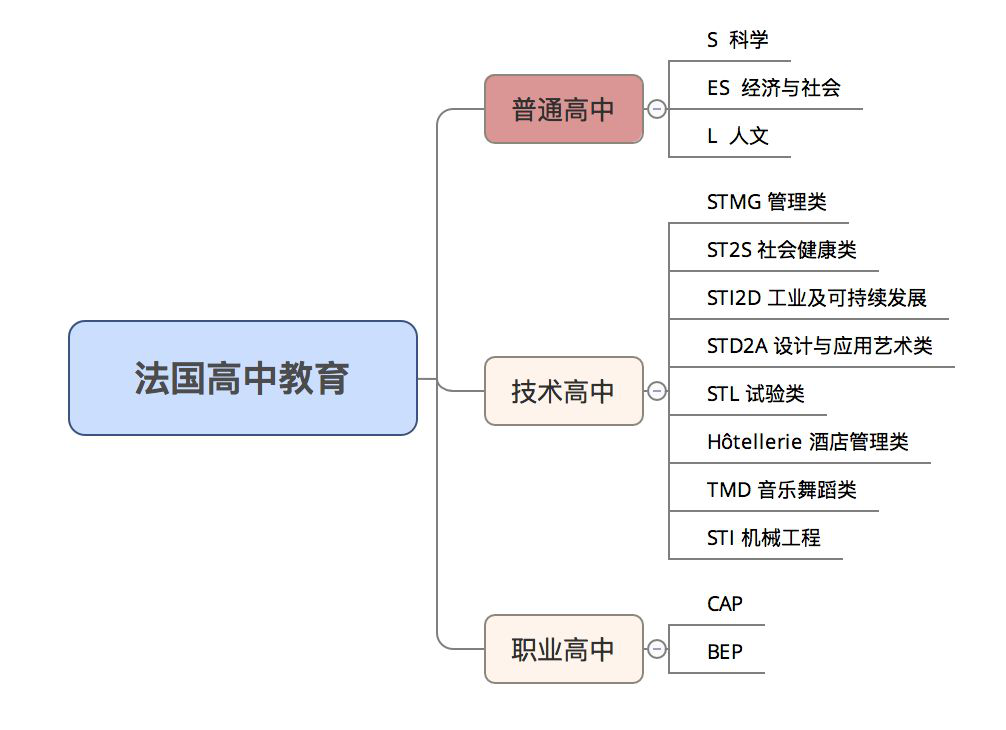 法国高中教育
普通高中
S 科学
ES 经济与社会
L 人文
技术高中
STMG 管理类
ST2S 社会健康类
STI2D 工业及可持续发展
STD2A 设计与应用艺术类
STL 试验类
Hôtellerie 酒店管理类
TMD 音乐舞蹈类
STI 机械工程
职业高中
CAP
BEP